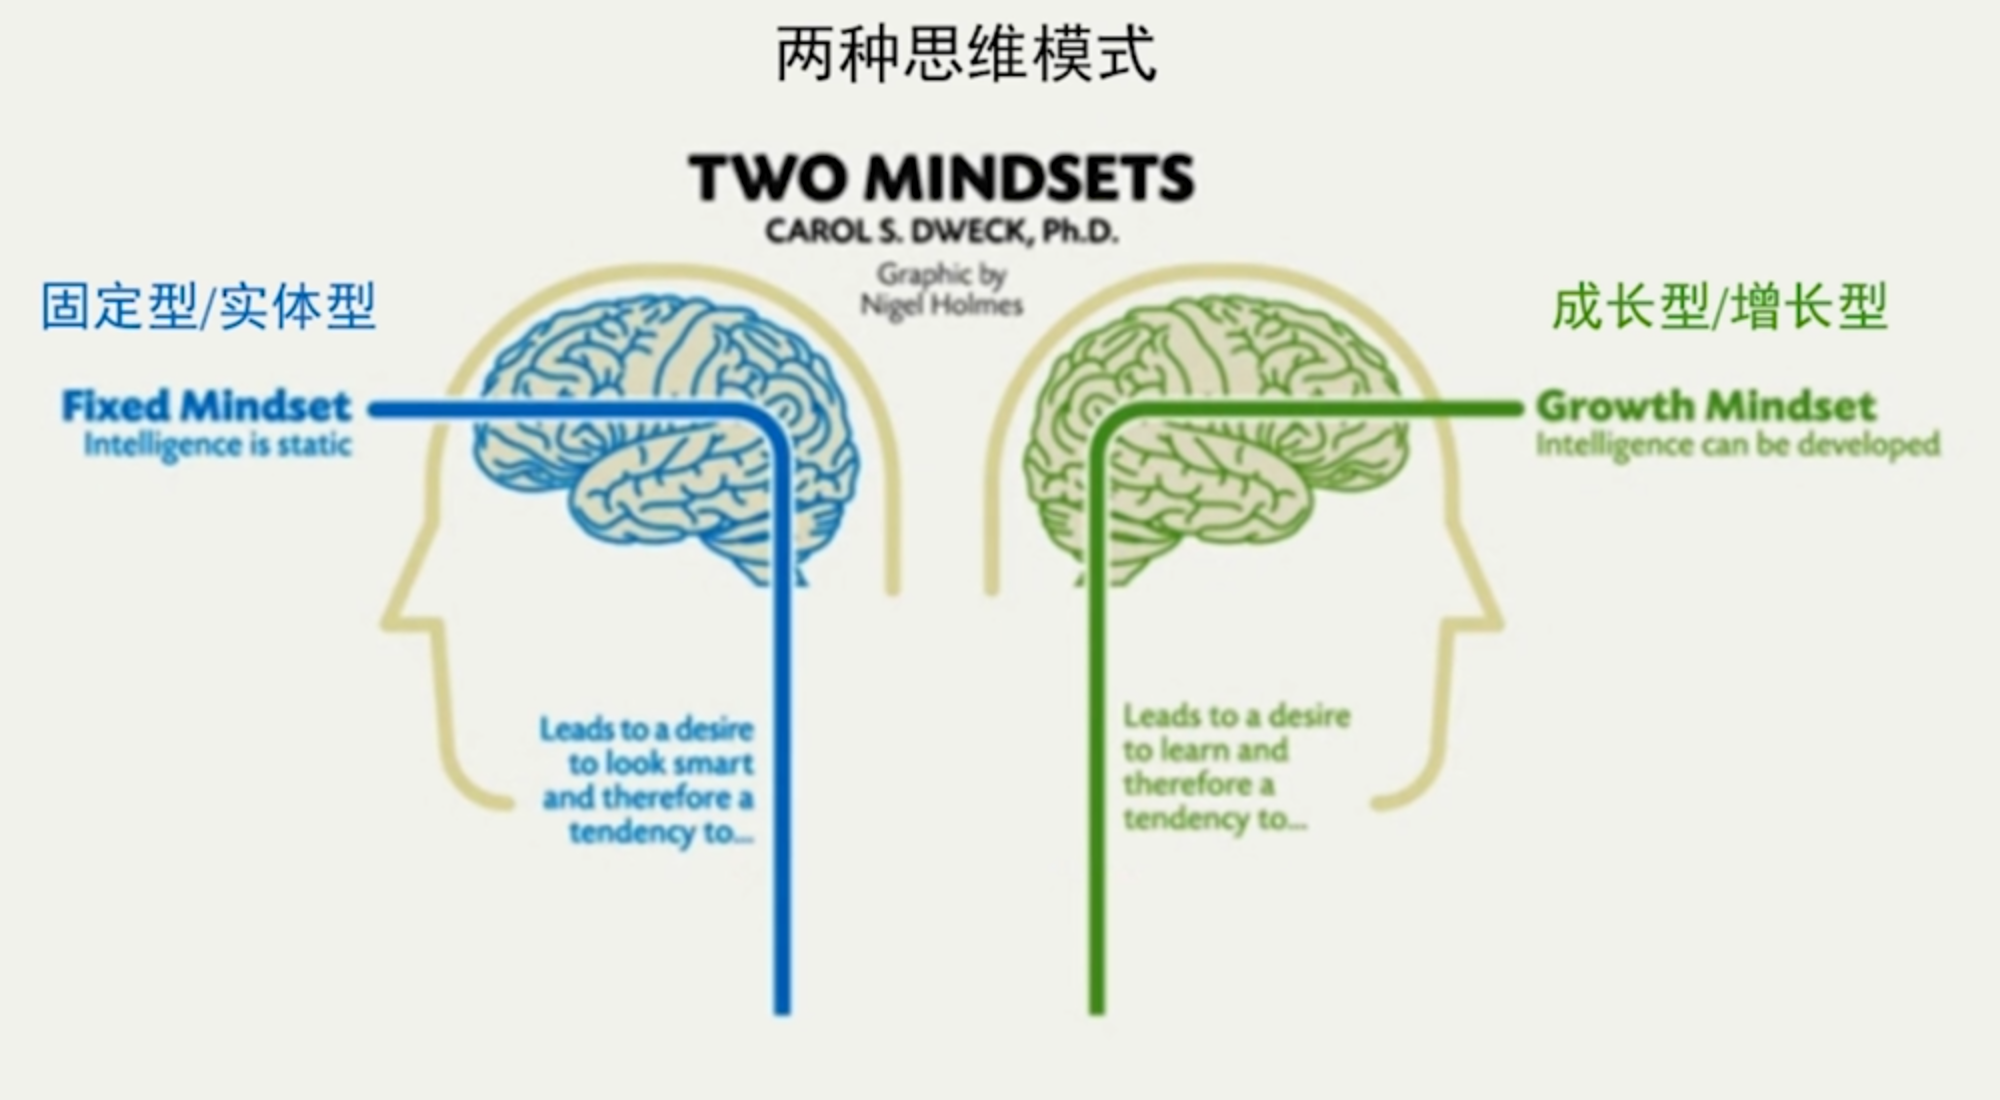 两种思维模式
TWO MINDSETS
CAROL S. DWECK, Ph.D.
Graphic by
Nigel Holmes
固定型/实体型
Fixed Mindset
Intelligence is static
成长型/增长型
Growth Mindset
Intelligence can be developed
Leads to a desire
to look smart
and therefore a
tendency to...
Leads to a desire
to learn and
therefore a
tendency to...